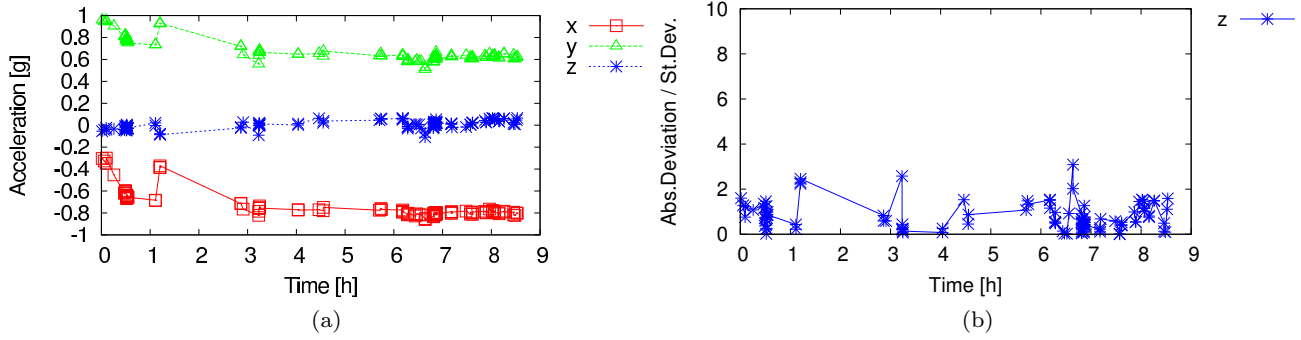 1
0.8
0.6
0.4
0.2
0
-0.2
-0.4
-0.6
-0.8
-1
Acceleration [g]
0 1 2 3 4 5 6 7 8 9
Time [h]
x
y
z
(a)
10
8
6
4
2
0
Abs.Deviation / St.Dev.
0 1 2 3 4 5 6 7 8 9
Time [h]
z
(b)